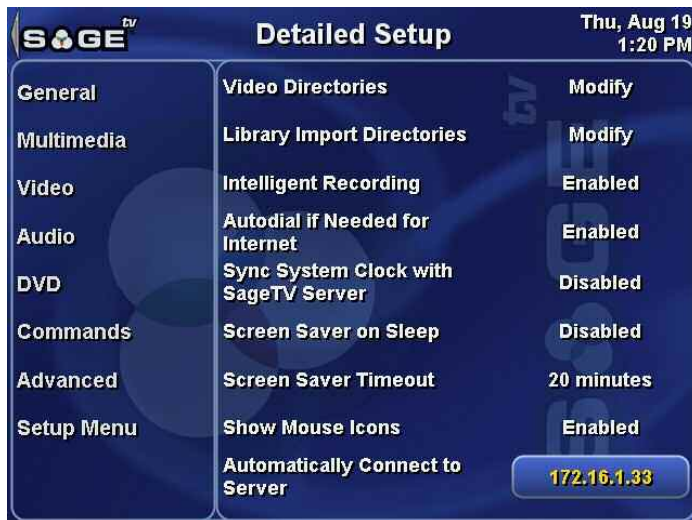 SAGE tv
Detailed Setup
Thu, Aug 19
1:20 PM
General
Multimedia
Video
Audio
DVD
Commands
Advanced
Setup Menu
Video Directories
Modify
Library Import Directories
Modify
Intelligent Recording
Enabled
Autodial if Needed for
Internet
Enabled
Sync System Clock with
SageTV Server
Disabled
Screen Saver on Sleep
Disabled
Screen Saver Timeout
20 minutes
Show Mouse Icons
Enabled
Automatically Connect to
Server
172.16.1.33
SAGE tv